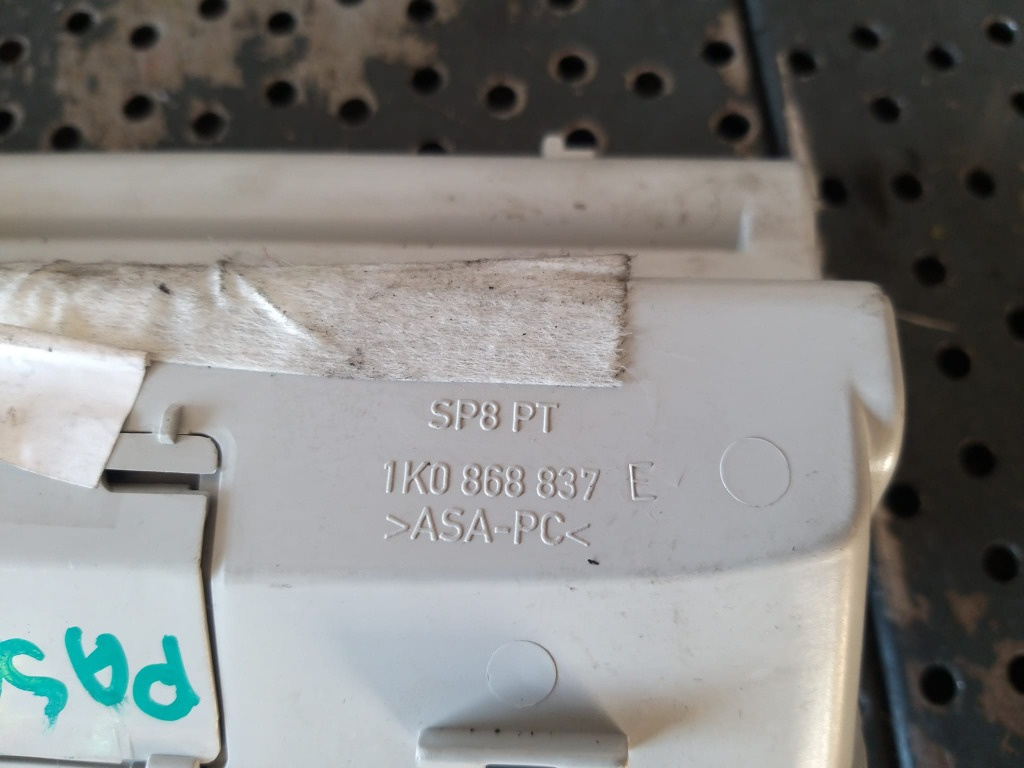 SP8 PT
1K0 868 837 E
>ASA-PC<
PAS